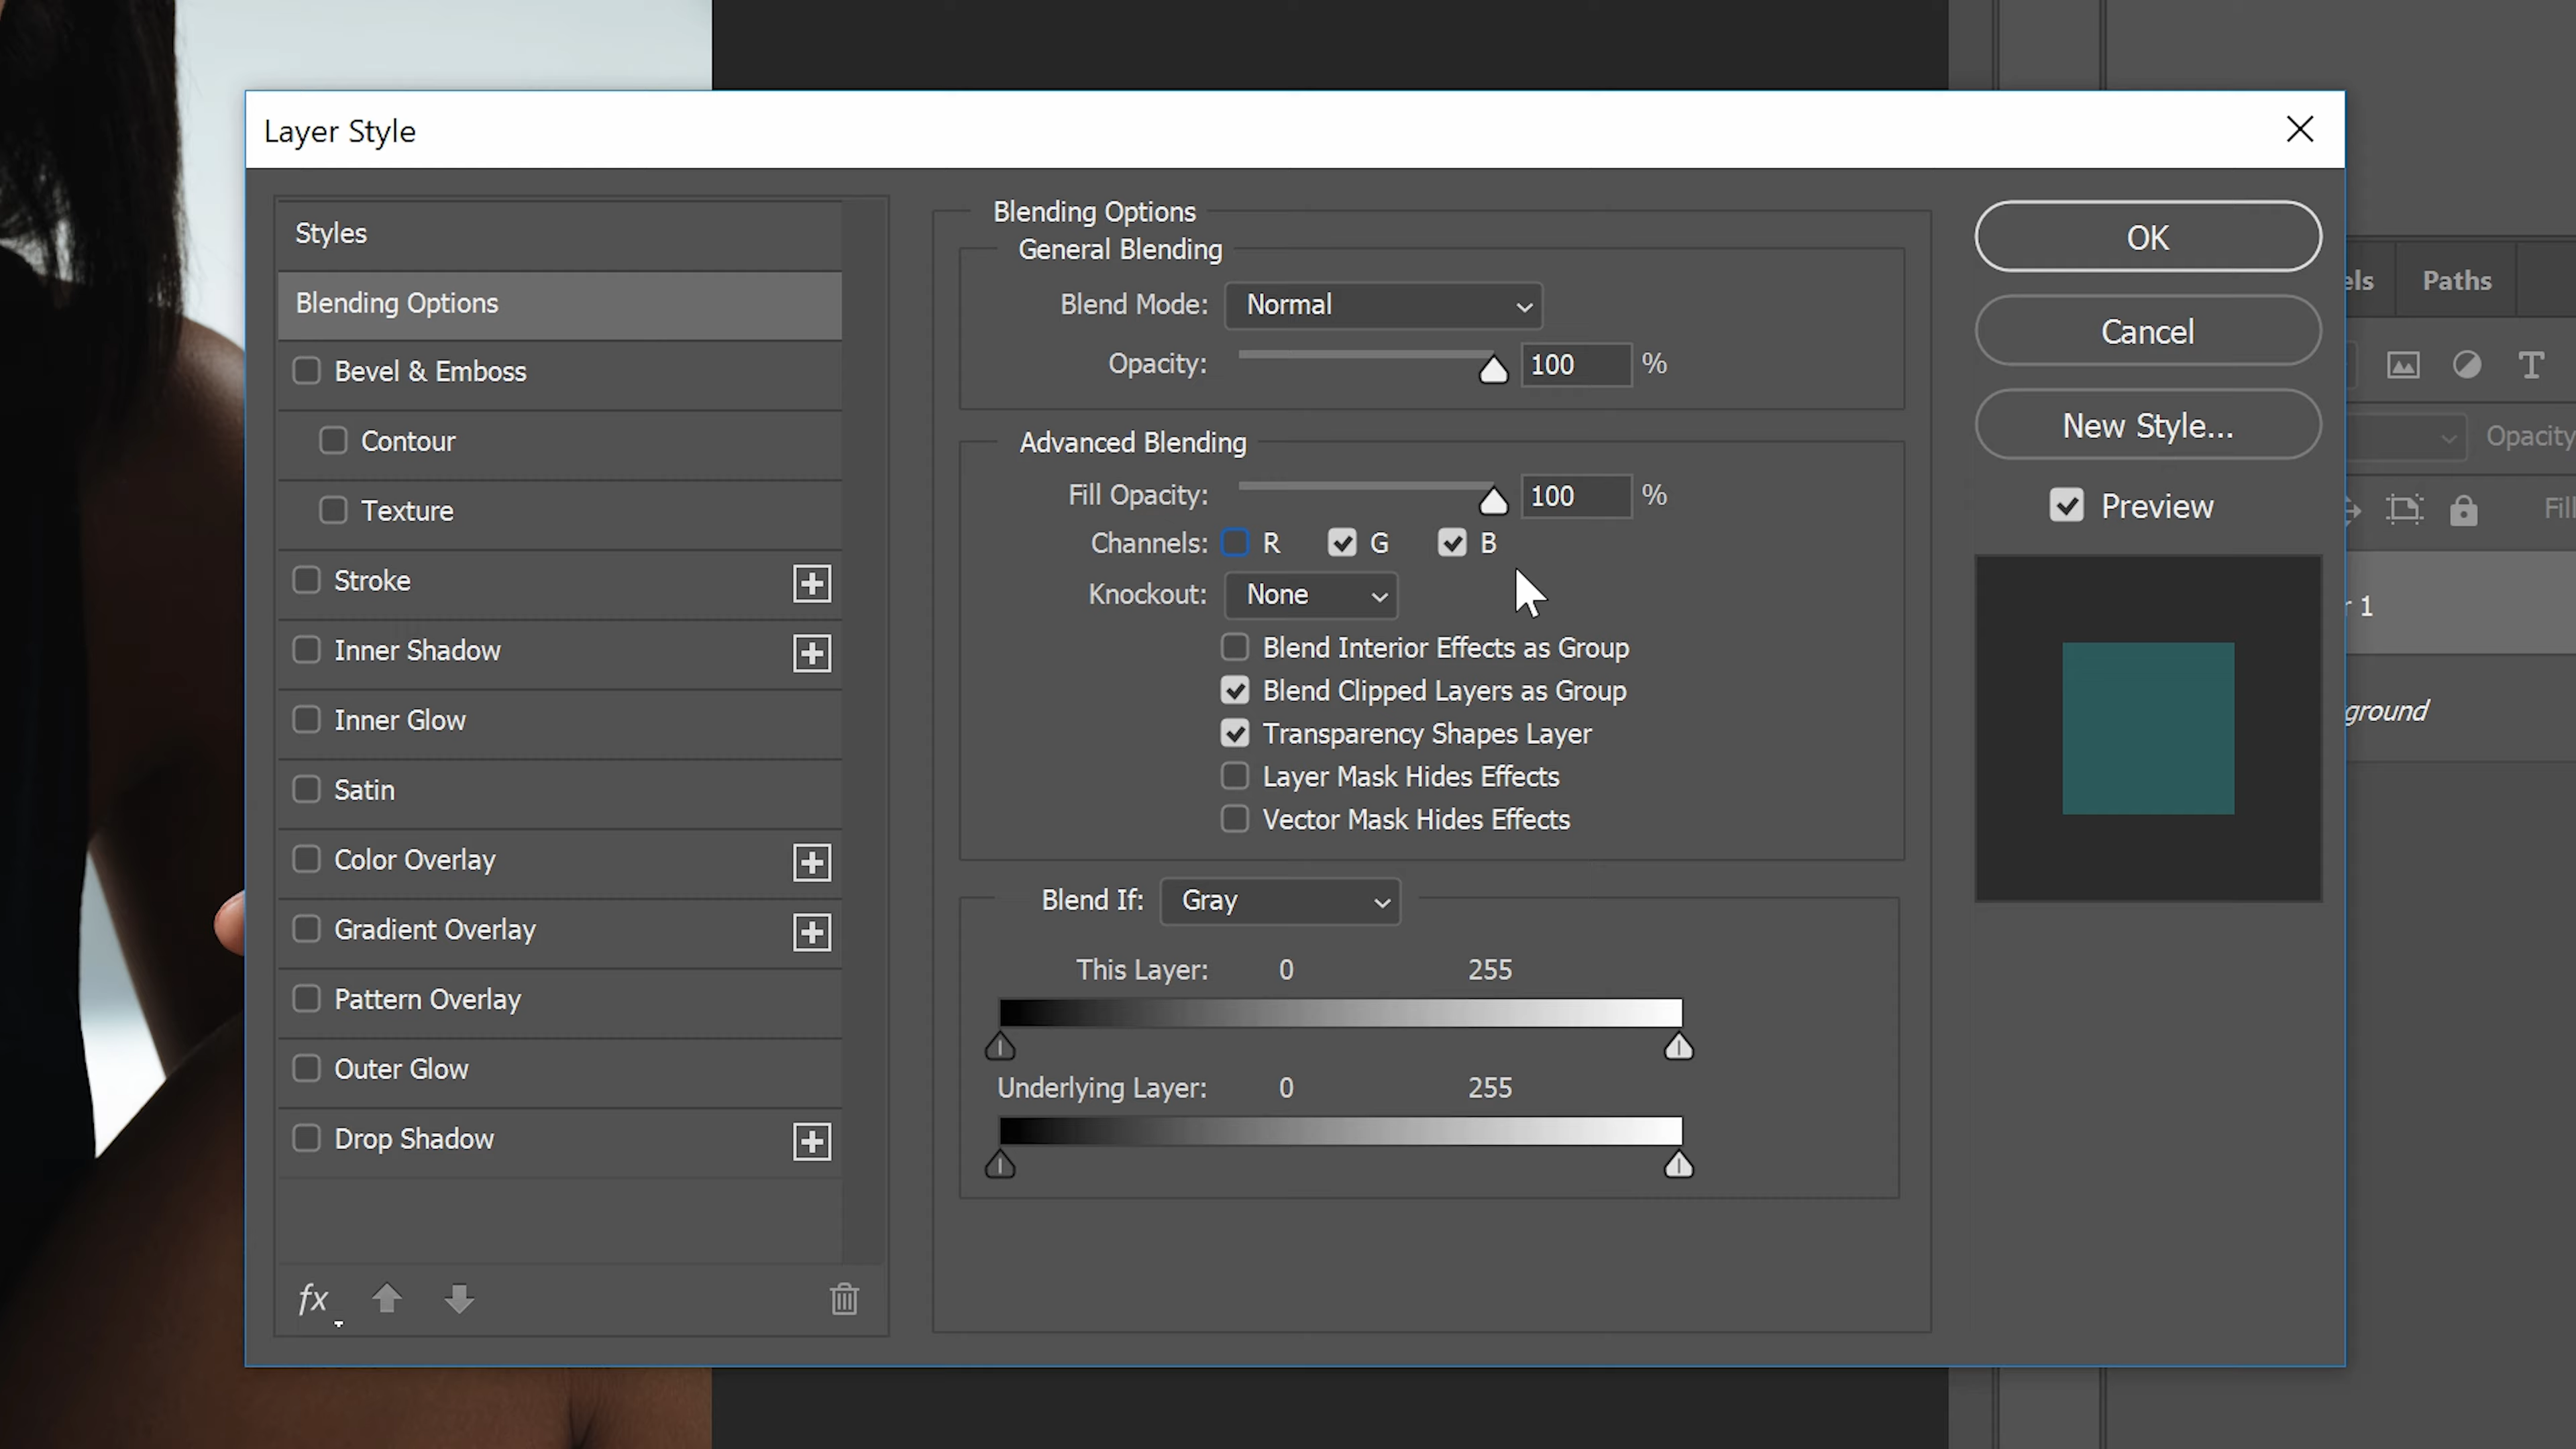 Layer Style
Styles
Blending Options
Bevel & Emboss
Contour
Texture
Stroke
Inner Shadow
Inner Glow
Satin
Color Overlay
Gradient Overlay
Pattern Overlay
Outer Glow
Drop Shadow
fx
Blending Options
General Blending
Blend Mode: Normal
Opacity: 100 %
Advanced Blending
Fill Opacity: 100 %
Channels: R G B
Knockout: None
Blend Interior Effects as Group
Blend Clipped Layers as Group
Transparency Shapes Layer
Layer Mask Hides Effects
Vector Mask Hides Effects
Blend If: Gray
This Layer: 0 255
Underlying Layer: 0 255
OK
Cancel
New Style...
Preview
els Paths
T
Opacity
Fill
r 1
ground